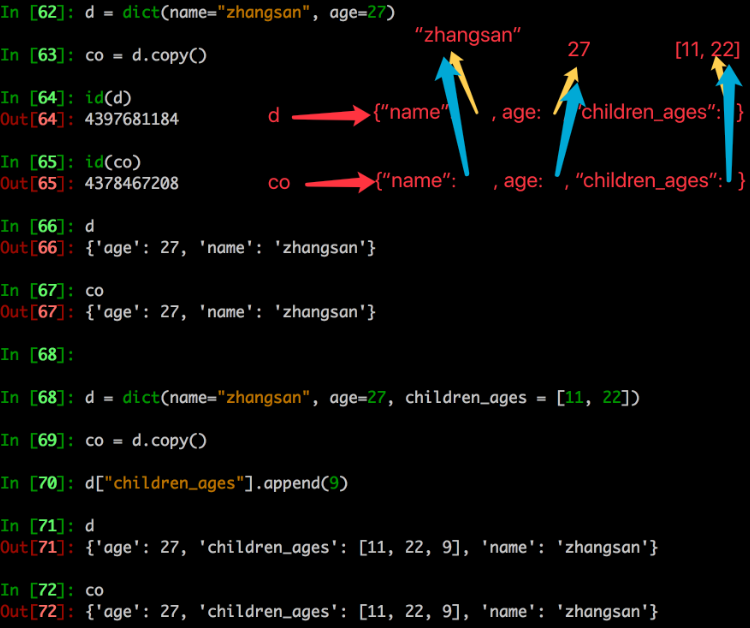 In [62]: d = dict(name="zhangsan", age=27)
“zhangsan”
27
[11, 22]
In [63]: co = d.copy()
In [64]: id(d)
Out[64]: 4397681184
d {“name” , age: “children_ages”: }
In [65]: id(co)
Out[65]: 4378467208
co {“name”: , age: , “children_ages”: }
In [66]: d
Out[66]: {'age': 27, 'name': 'zhangsan'}
In [67]: co
Out[67]: {'age': 27, 'name': 'zhangsan'}
In [68]:
In [68]: d = dict(name="zhangsan", age=27, children_ages = [11, 22])
In [69]: co = d.copy()
In [70]: d["children_ages"].append(9)
In [71]: d
Out[71]: {'age': 27, 'children_ages': [11, 22, 9], 'name': 'zhangsan'}
In [72]: co
Out[72]: {'age': 27, 'children_ages': [11, 22, 9], 'name': 'zhangsan'}